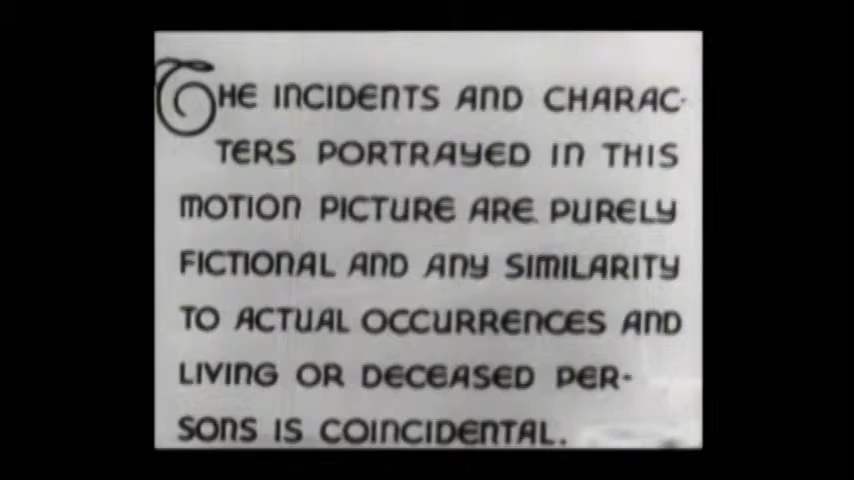 THE INCIDENTS AND CHARAC-
TERS PORTRAYED IN THIS
MOTION PICTURE ARE PURELY
FICTIONAL AND ANY SIMILARITY
TO ACTUAL OCCURRENCES AND
LIVING OR DECEASED PER-
SONS IS COINCIDENTAL.